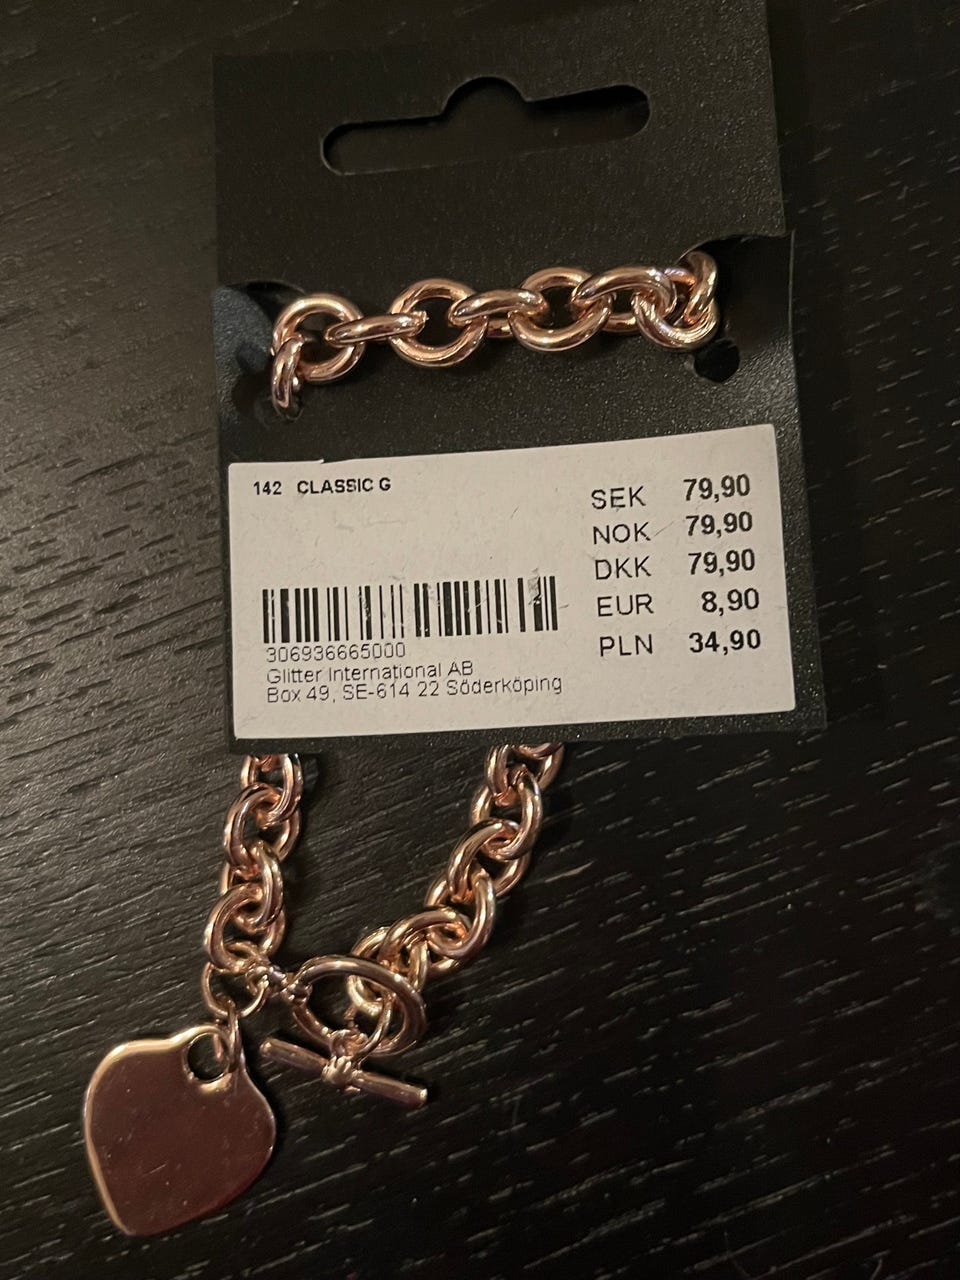 142 CLASSIC G
SEK 79,90
NOK 79,90
DKK 79,90
EUR 8,90
PLN 34,90
306936665000
Glitter International AB
Box 49, SE-614 22 Söderköping